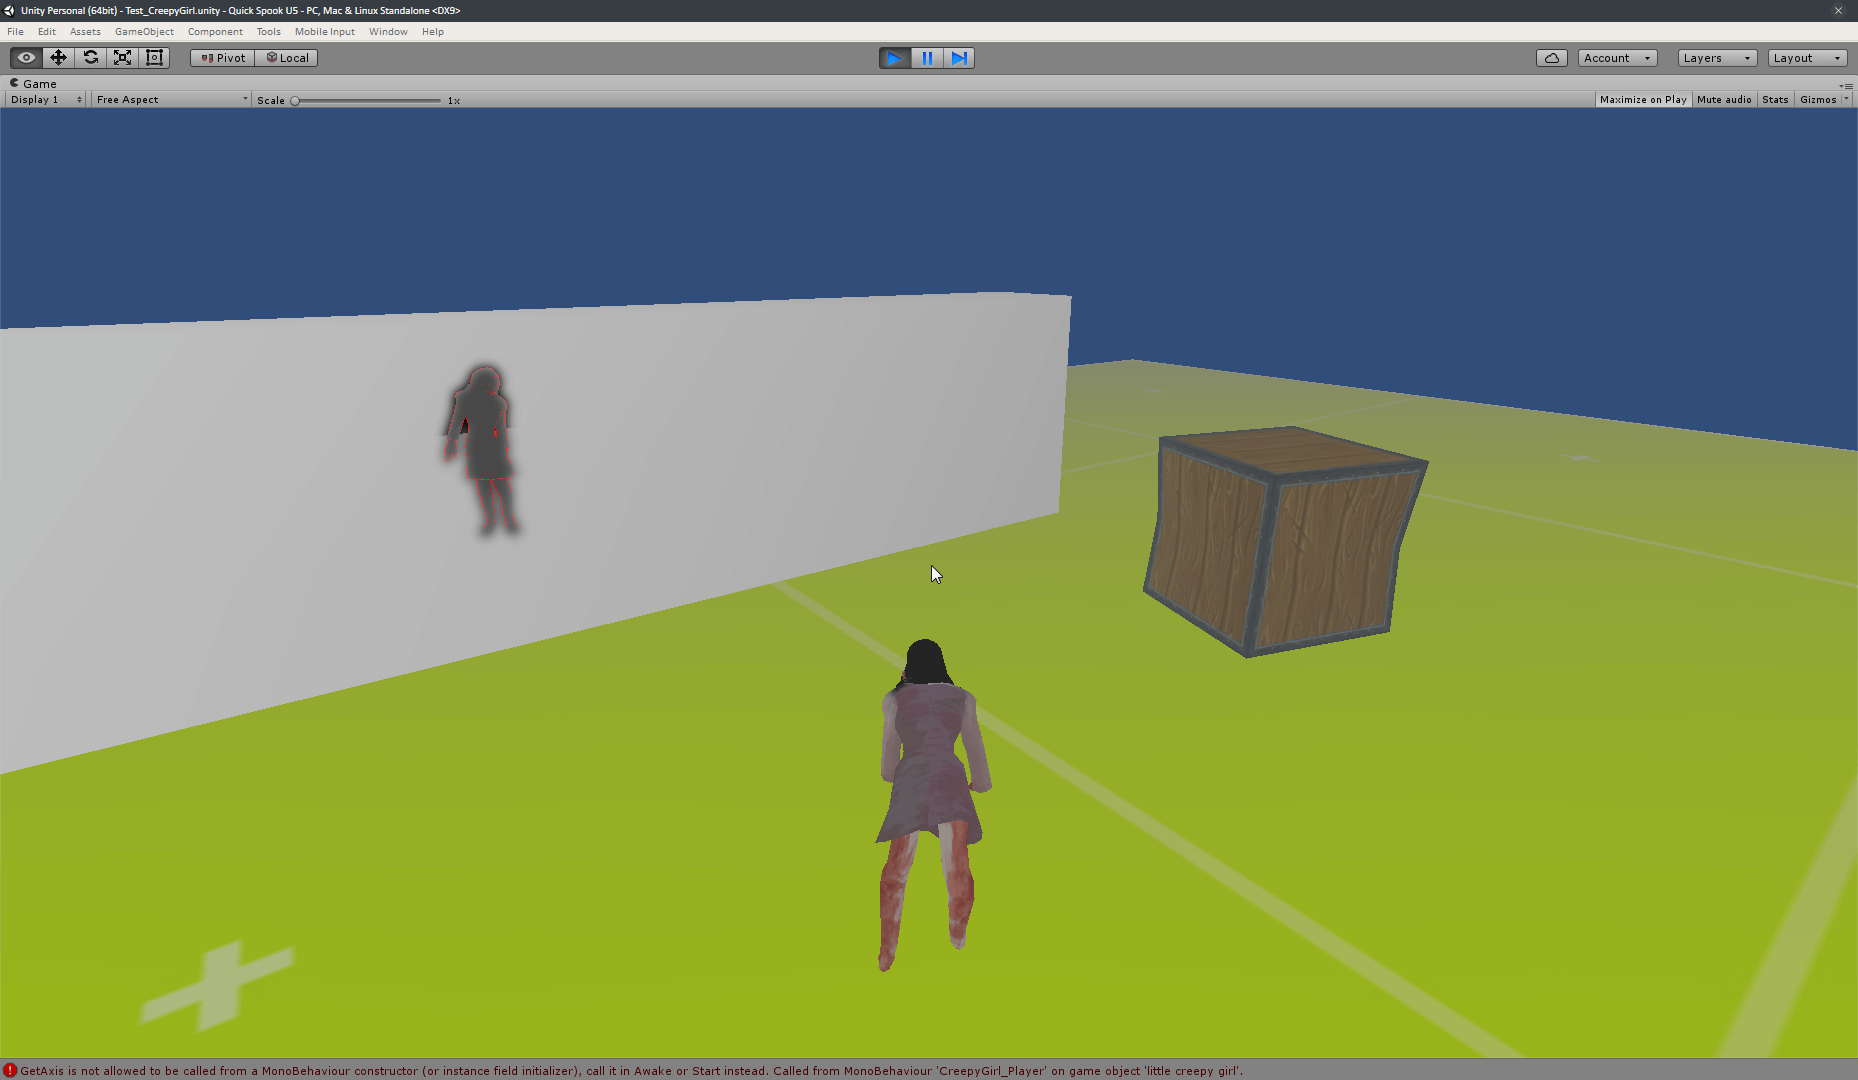 Unity Personal (64bit) - Test_CreepyGirl.unity - Quick Spook U5 - PC, Mac & Linux Standalone <DX9>
File Edit Assets GameObject Component Tools Mobile Input Window Help
Pivot Local Account Layers Layout
Game
Display 1 Free Aspect Scale 1x Maximize on Play Mute audio Stats Gizmos
GetAxis is not allowed to be called from a MonoBehaviour constructor (or instance field initializer), call it in Awake or Start instead. Called from MonoBehaviour 'CreepyGirl_Player' on game object 'little creepy girl'.